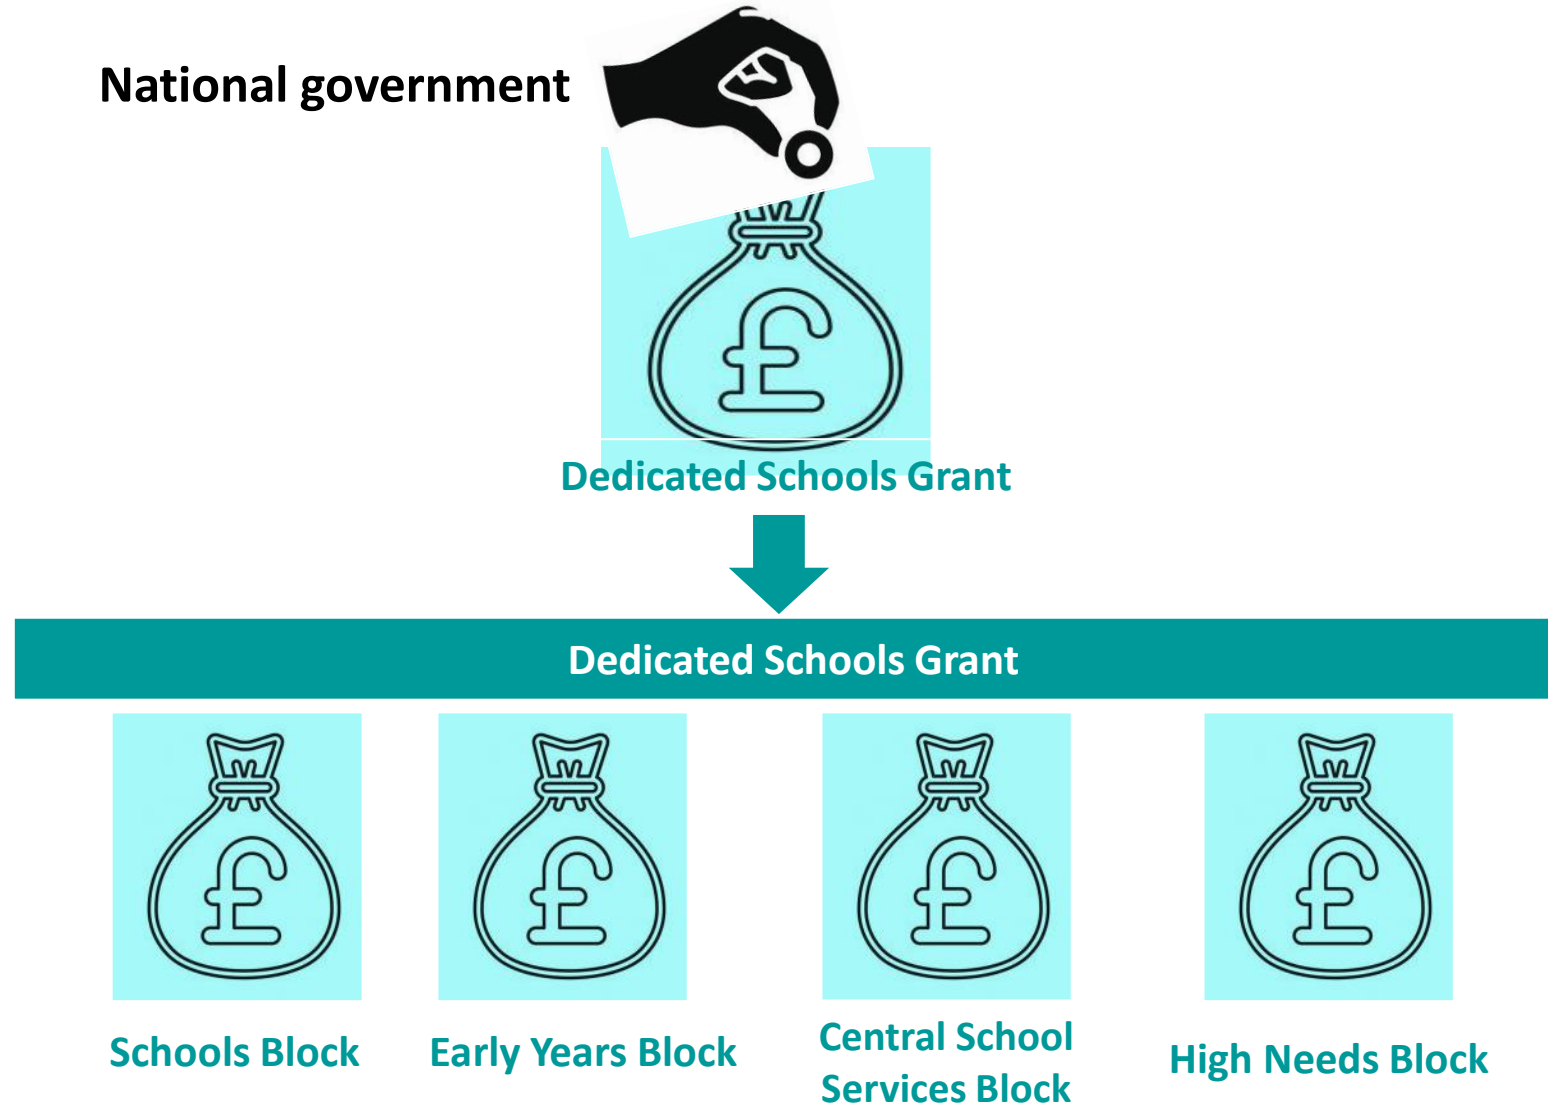 National government
£
Dedicated Schools Grant
Dedicated Schools Grant
£ £ £ £
Schools Block
Early Years Block
Central School
Services Block
High Needs Block